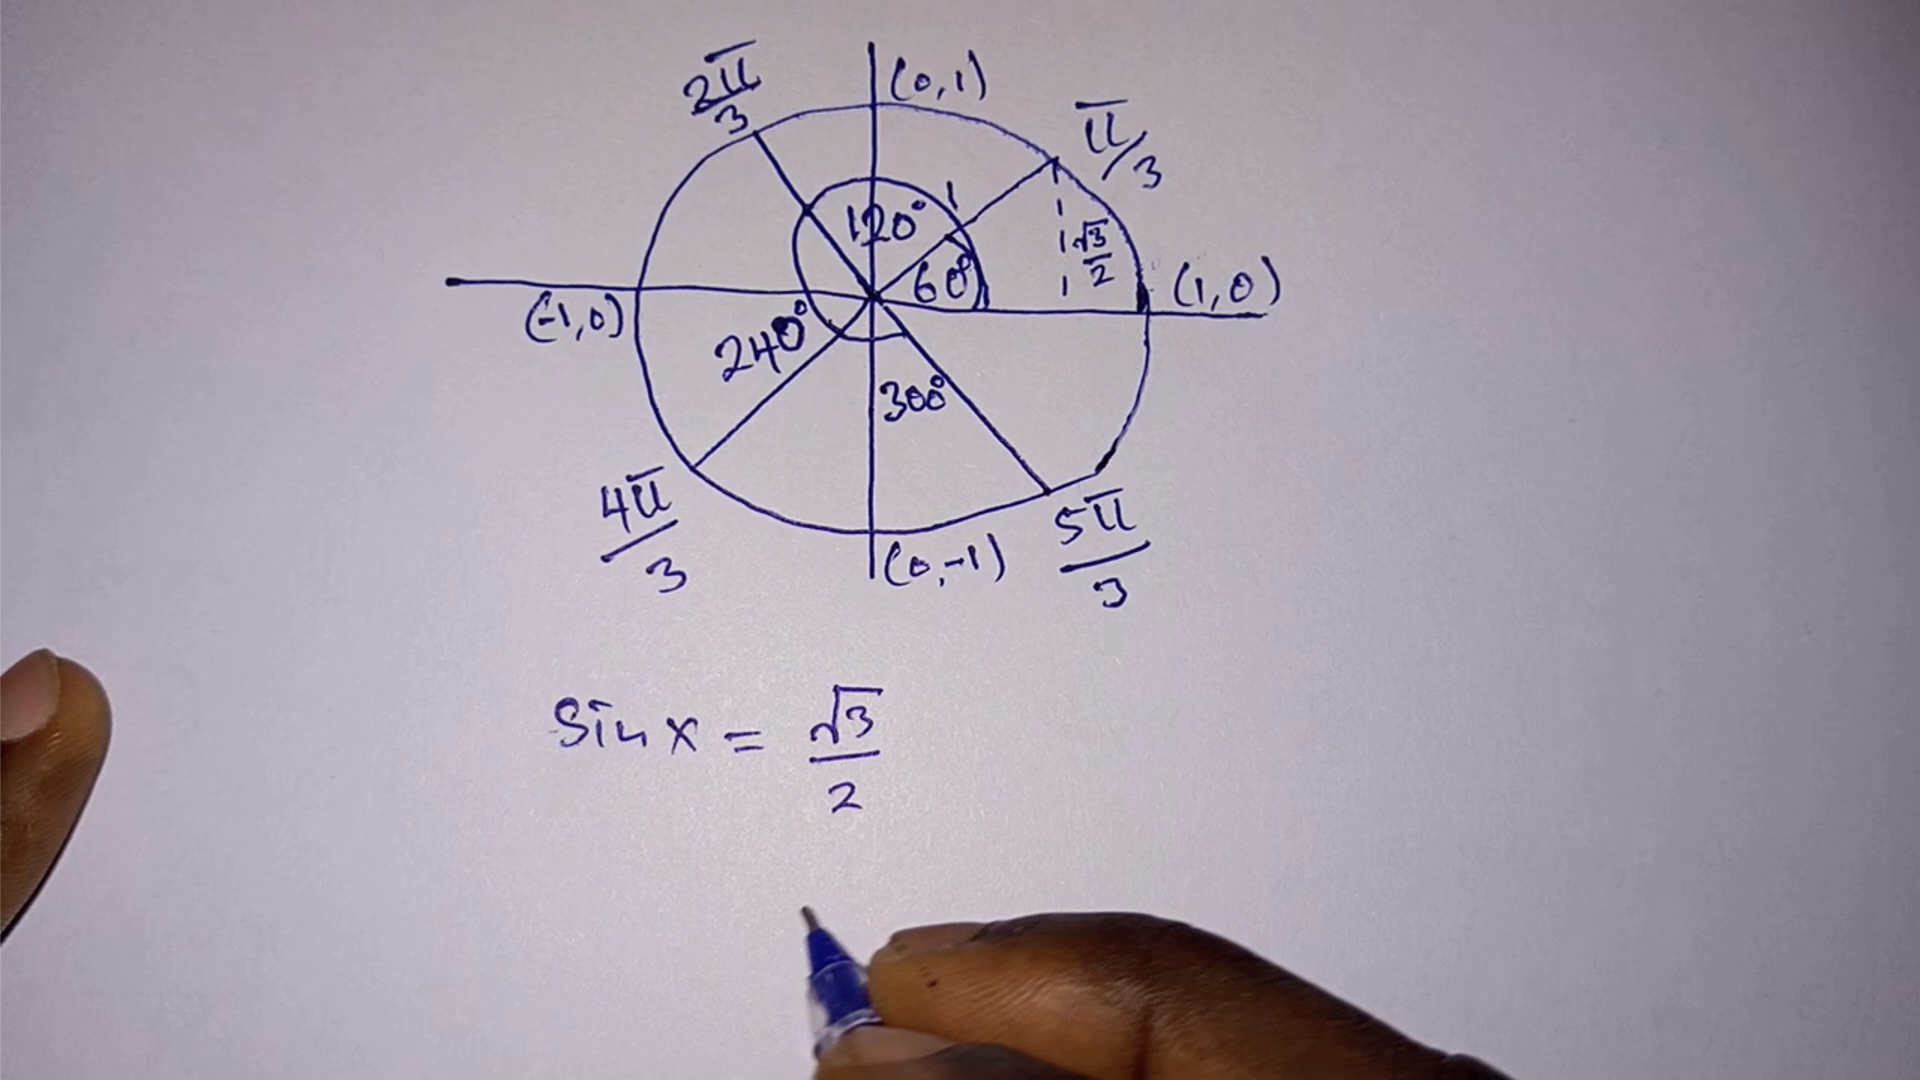 2π/3
(0,1)
π/3
1
120°
60°
√3/2
(1,0)
(-1,0)
240°
300°
4π/3
(0,-1)
5π/3
Sin x = √3/2